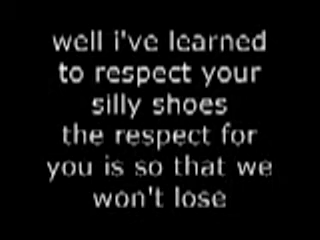 well i've learned
to respect your
silly shoes
the respect for
you is so that we
won't lose